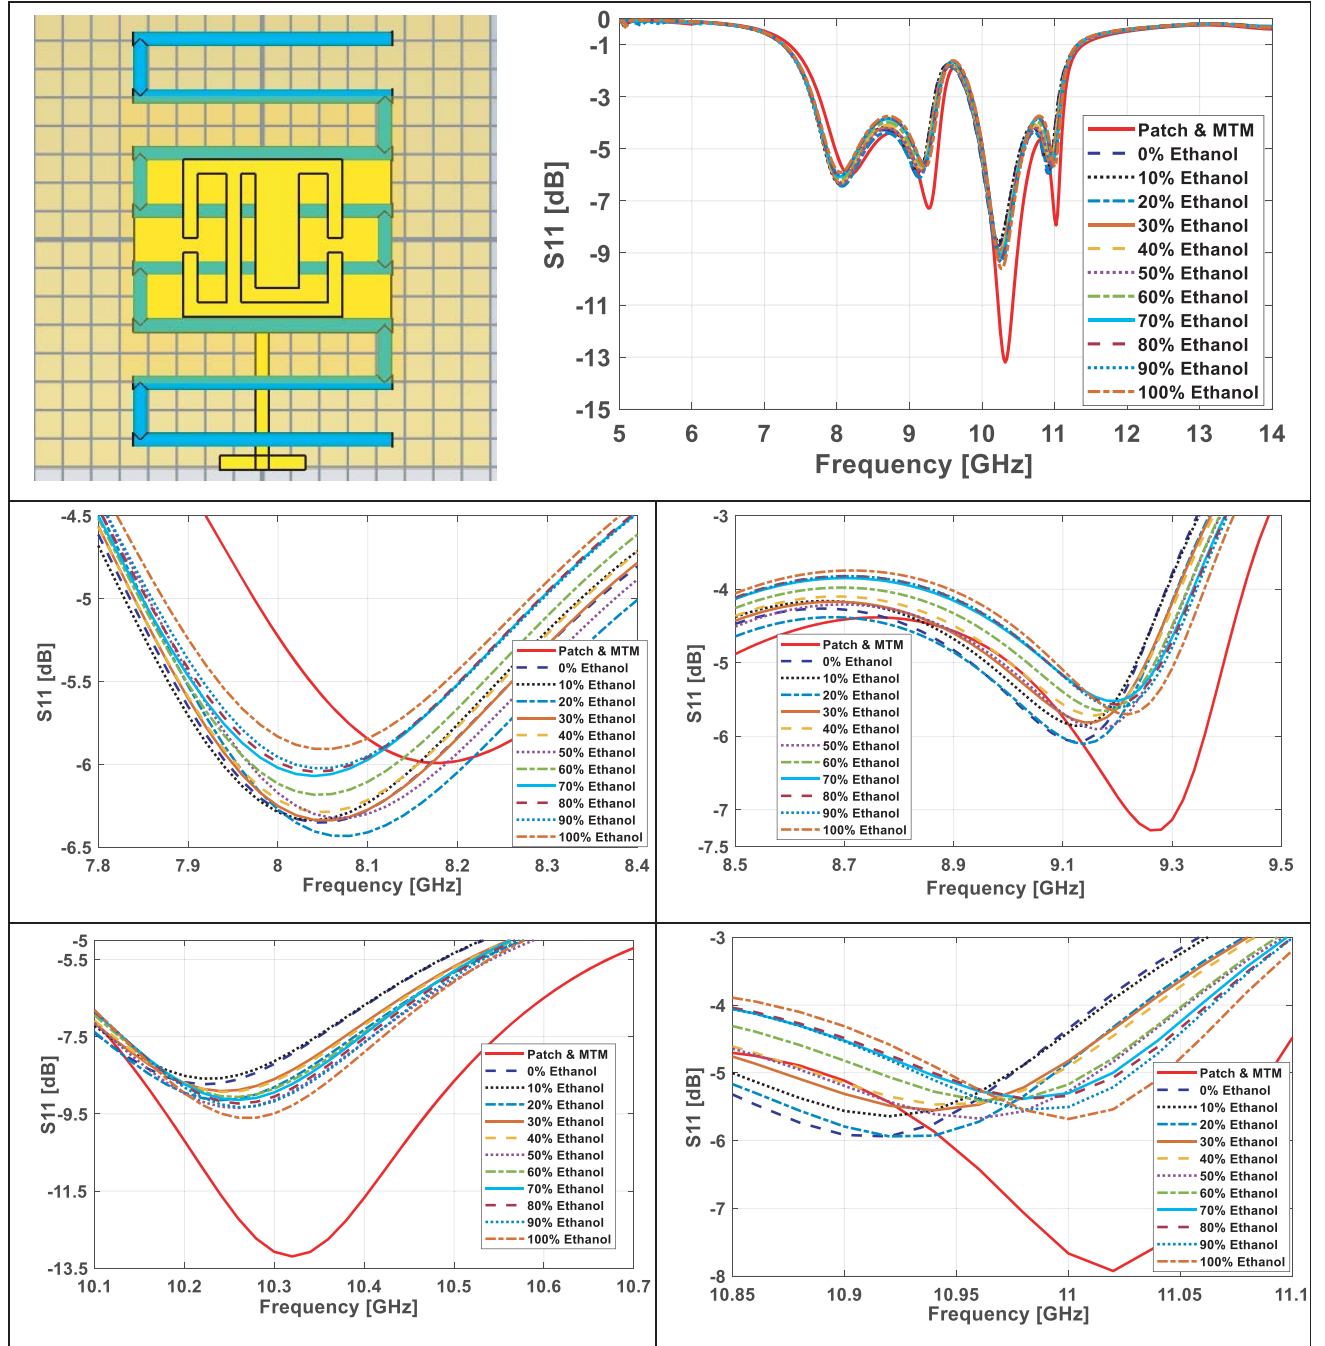 0
-1
-3
-5
-7
-9
-11
-13
-15
S11 [dB]
5 6 7 8 9 10 11 12 13 14
Frequency [GHz]
Patch & MTM
0% Ethanol
10% Ethanol
20% Ethanol
30% Ethanol
40% Ethanol
50% Ethanol
60% Ethanol
70% Ethanol
80% Ethanol
90% Ethanol
100% Ethanol
-4.5
-5
-5.5
-6
-6.5
S11 [dB]
7.8 7.9 8 8.1 8.2 8.3 8.4
Frequency [GHz]
Patch & MTM
0% Ethanol
10% Ethanol
20% Ethanol
30% Ethanol
40% Ethanol
50% Ethanol
60% Ethanol
70% Ethanol
80% Ethanol
90% Ethanol
100% Ethanol
-3
-4
-5
-6
-7
-7.5
S11 [dB]
8.5 8.7 8.9 9.1 9.3 9.5
Frequency [GHz]
Patch & MTM
0% Ethanol
10% Ethanol
20% Ethanol
30% Ethanol
40% Ethanol
50% Ethanol
60% Ethanol
70% Ethanol
80% Ethanol
90% Ethanol
100% Ethanol
-5
-5.5
-7.5
-9.5
-11.5
-13.5
S11 [dB]
10.1 10.2 10.3 10.4 10.5 10.6 10.7
Frequency [GHz]
Patch & MTM
0% Ethanol
10% Ethanol
20% Ethanol
30% Ethanol
40% Ethanol
50% Ethanol
60% Ethanol
70% Ethanol
80% Ethanol
90% Ethanol
100% Ethanol
-3
-4
-5
-6
-7
-8
S11 [dB]
10.85 10.9 10.95 11 11.05 11.1
Frequency [GHz]
Patch & MTM
0% Ethanol
10% Ethanol
20% Ethanol
30% Ethanol
40% Ethanol
50% Ethanol
60% Ethanol
70% Ethanol
80% Ethanol
90% Ethanol
100% Ethanol